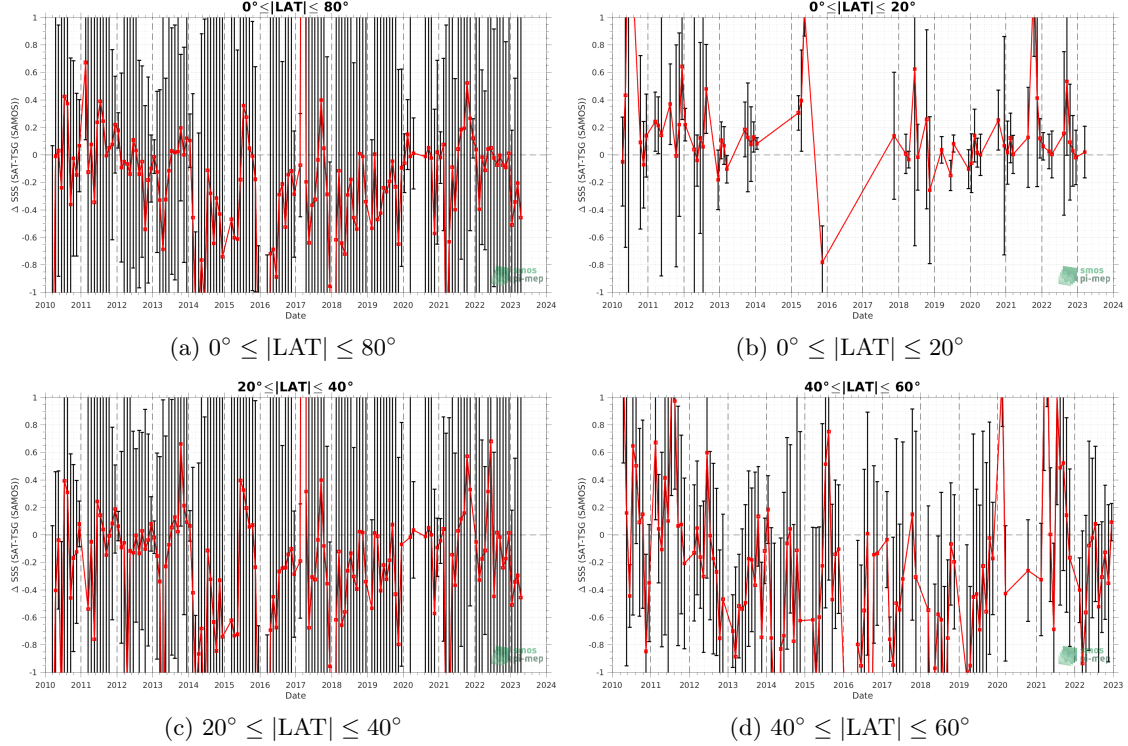 0°≤|LAT|≤ 80°
Δ SSS (SAT-TSG (SAMOS))
1
0.8
0.6
0.4
0.2
0
-0.2
-0.4
-0.6
-0.8
-1
2010 2011 2012 2013 2014 2015 2016 2017 2018 2019 2020 2021 2022 2023 2024
Date
smos
pi-mep
(a) 0° ≤ |LAT| ≤ 80°
0°≤|LAT|≤ 20°
Δ SSS (SAT-TSG (SAMOS))
1
0.8
0.6
0.4
0.2
0
-0.2
-0.4
-0.6
-0.8
-1
2010 2011 2012 2013 2014 2015 2016 2017 2018 2019 2020 2021 2022 2023 2024
Date
smos
pi-mep
(b) 0° ≤ |LAT| ≤ 20°
20°≤|LAT|≤ 40°
Δ SSS (SAT-TSG (SAMOS))
1
0.8
0.6
0.4
0.2
0
-0.2
-0.4
-0.6
-0.8
-1
2010 2011 2012 2013 2014 2015 2016 2017 2018 2019 2020 2021 2022 2023 2024
Date
smos
pi-mep
(c) 20° ≤ |LAT| ≤ 40°
40°≤|LAT|≤ 60°
Δ SSS (SAT-TSG (SAMOS))
1
0.8
0.6
0.4
0.2
0
-0.2
-0.4
-0.6
-0.8
-1
2010 2011 2012 2013 2014 2015 2016 2017 2018 2019 2020 2021 2022 2023
Date
smos
pi-mep
(d) 40° ≤ |LAT| ≤ 60°